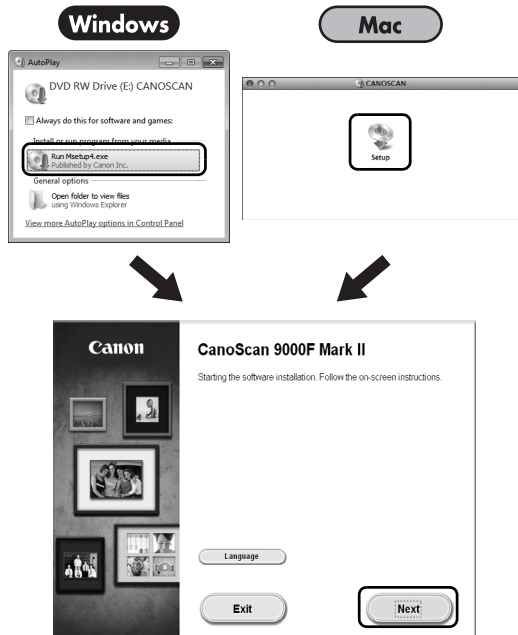 Windows
Mac
AutoPlay
DVD RW Drive (E:) CANOSCAN
Always do this for software and games:
Install or run program from your media
Run Msetup4.exe
Published by Canon Inc.
General options
Open folder to view files
using Windows Explorer
View more AutoPlay options in Control Panel
CANOSCAN
Setup
Canon
CanoScan 9000F Mark II
Starting the software installation. Follow the on-screen instructions.
Language
Exit
Next